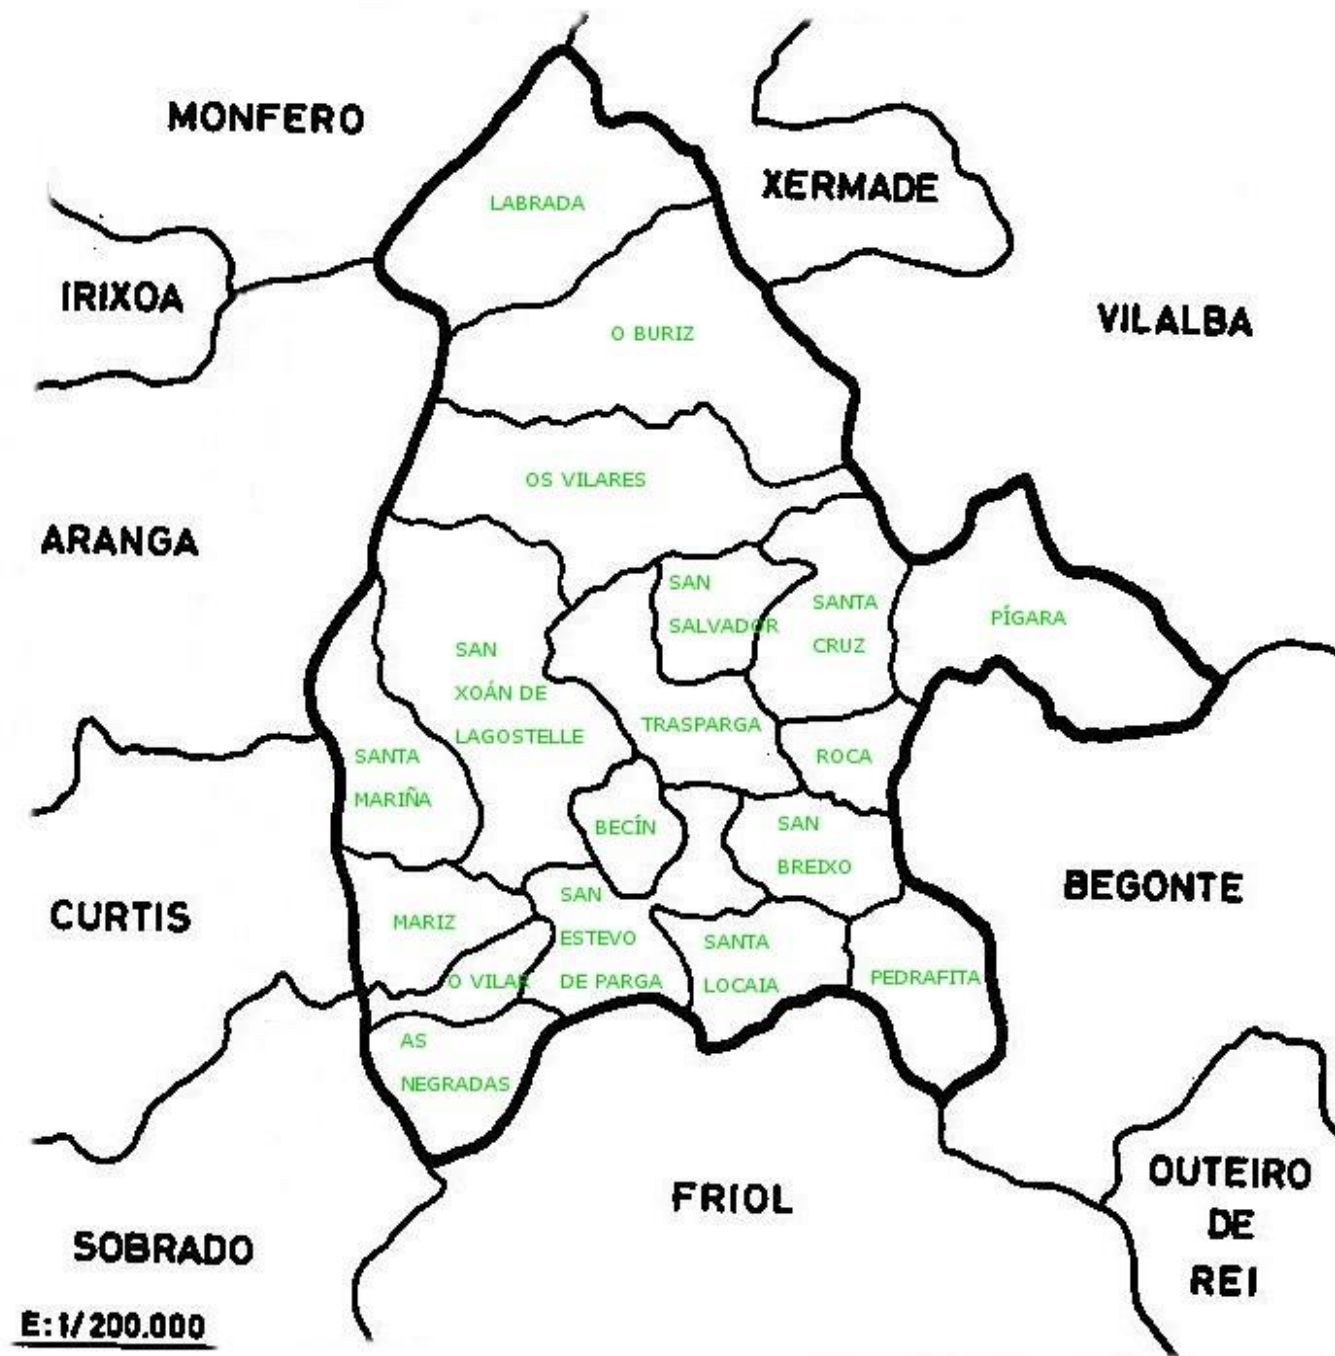 MONFERO
XERMADE
LABRADA
IRIXOA
VILALBA
O BURIZ
OS VILARES
ARANGA
SAN
SALVADOR
SANTA
CRUZ
PÍGARA
SAN
XOÁN DE
LAGOSTELLE
TRASPARGA
SANTA
MARIÑA
ROCA
BECÍN
SAN
BREIXO
BEGONTE
CURTIS
MARIZ
SAN
ESTEVO
DE PARGA
SANTA
LOCAIA
PEDRAFITA
O VILAR
AS
NEGRADAS
OUTEIRO
DE
REI
FRIOL
SOBRADO
E:1/200.000